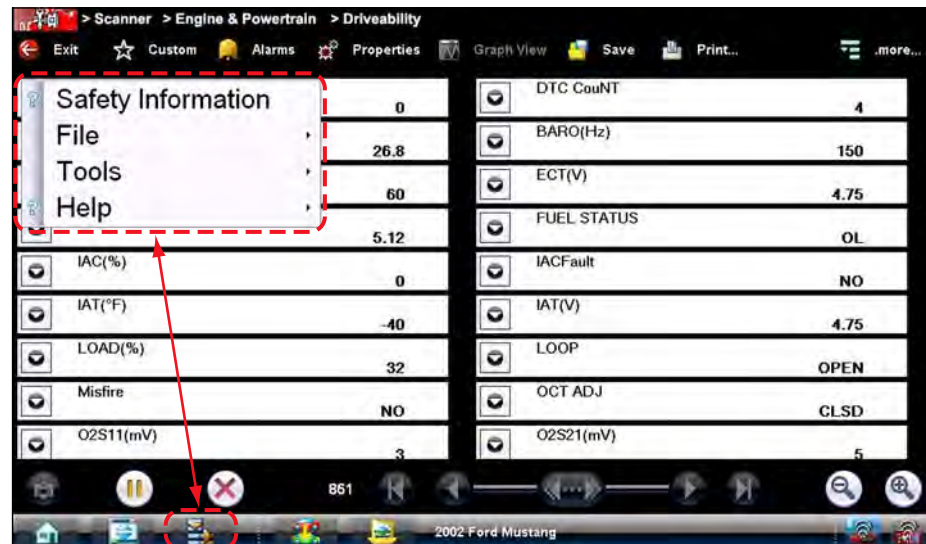 > Scanner > Engine & Powertrain > Driveability
Exit Custom Alarms Properties Graph View Save Print... .more...
Safety Information
File
Tools
Help
0
DTC CouNT
4
26.8
BARO(Hz)
150
60
ECT(V)
4.75
5.12
FUEL STATUS
OL
IAC(%)
0
IACFault
NO
IAT(°F)
-40
IAT(V)
4.75
LOAD(%)
32
LOOP
OPEN
Misfire
NO
OCT ADJ
CLSD
O2S11(mV)
3
O2S21(mV)
5
861
2002 Ford Mustang